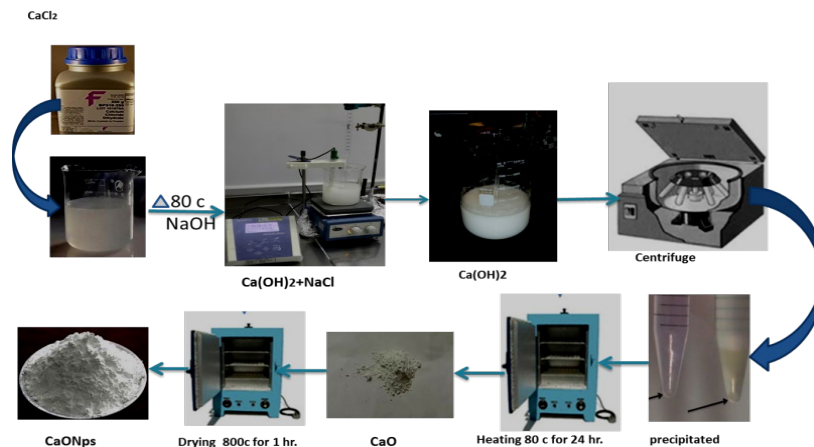 CaCl₂
△80 c
NaOH
Ca(OH)2+NaCl
Ca(OH)2
Centrifuge
CaONps
Drying 800c for 1 hr.
CaO
Heating 80 c for 24 hr.
precipitated